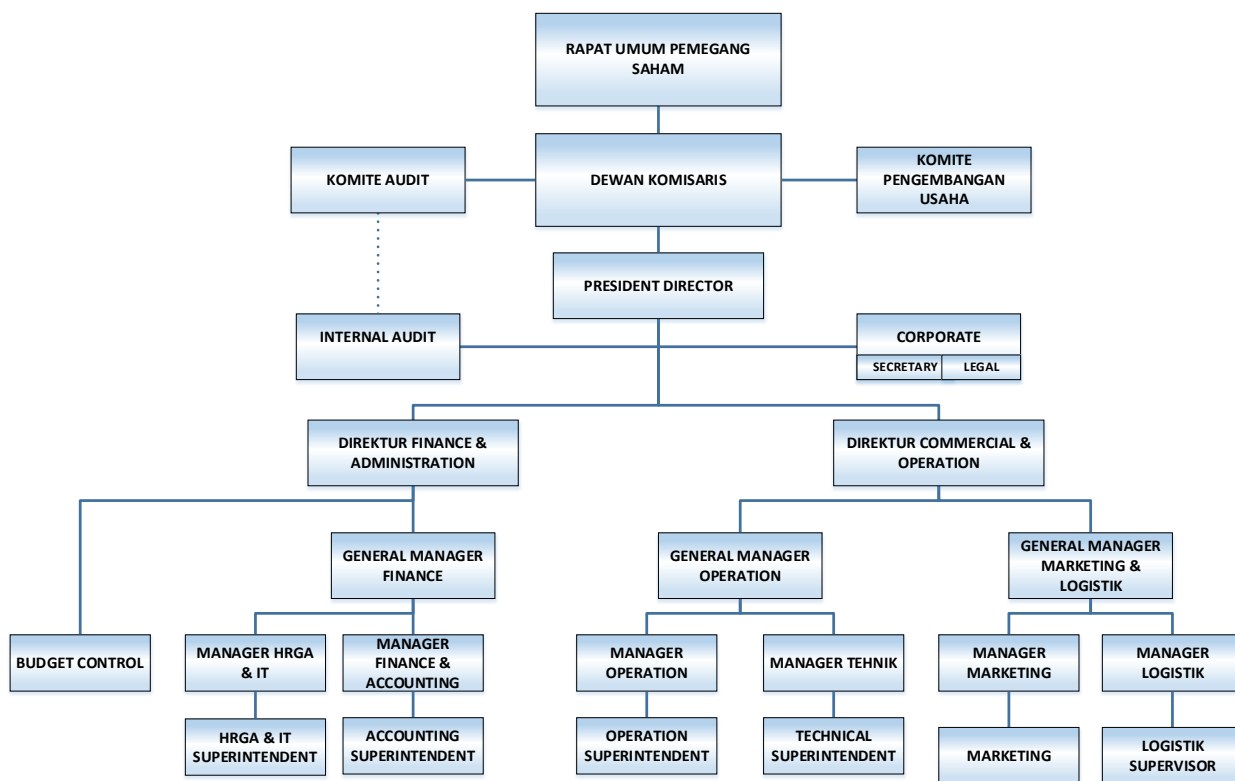 RAPAT UMUM PEMEGANG
SAHAM
KOMITE AUDIT
DEWAN KOMISARIS
KOMITE
PENGEMBANGAN
USAHA
PRESIDENT DIRECTOR
INTERNAL AUDIT
CORPORATE
SECRETARY
LEGAL
DIREKTUR FINANCE &
ADMINISTRATION
DIREKTUR COMMERCIAL &
OPERATION
GENERAL MANAGER
FINANCE
GENERAL MANAGER
OPERATION
GENERAL MANAGER
MARKETING &
LOGISTIK
BUDGET CONTROL
MANAGER HRGA
& IT
MANAGER
FINANCE &
ACCOUNTING
MANAGER
OPERATION
MANAGER TEHNIK
MANAGER
MARKETING
MANAGER
LOGISTIK
HRGA & IT
SUPERINTENDENT
ACCOUNTING
SUPERINTENDENT
OPERATION
SUPERINTENDENT
TECHNICAL
SUPERINTENDENT
MARKETING
LOGISTIK
SUPERVISOR